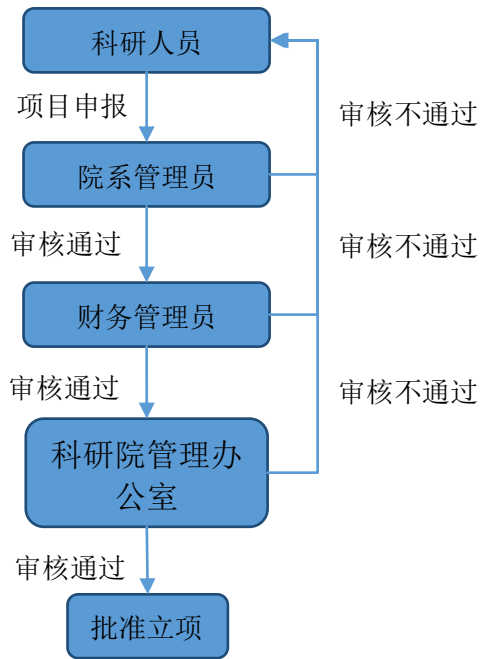 科研人员
项目申报
审核不通过
院系管理员
审核通过
审核不通过
财务管理员
审核通过
审核不通过
科研院管理办
公室
审核通过
批准立项